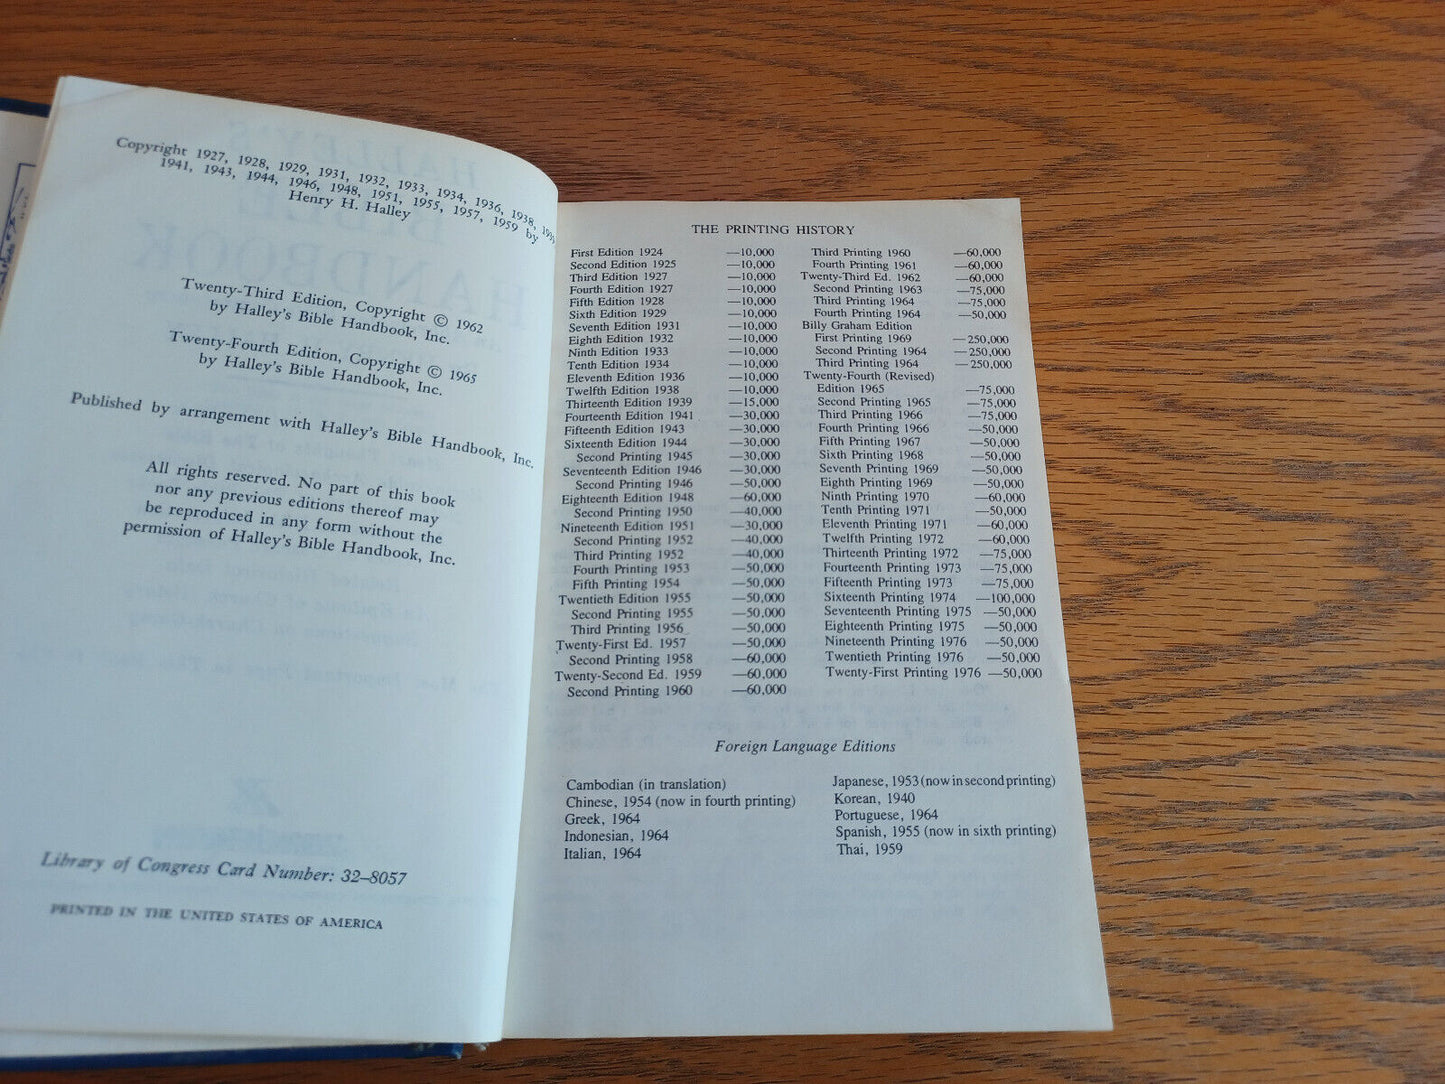 Copyright 1927, 1928, 1929, 1931, 1932, 1933, 1934, 1936, 1938, 1939
1941, 1943, 1944, 1946, 1948, 1951, 1955, 1957, 1959 by
Henry H. Halley
Twenty-Third Edition, Copyright © 1962
by Halley's Bible Handbook, Inc.
Twenty-Fourth Edition, Copyright © 1965
by Halley's Bible Handbook, Inc.
Published by arrangement with Halley's Bible Handbook, Inc.
All rights reserved. No part of this book
nor any previous editions thereof may
be reproduced in any form without the
permission of Halley's Bible Handbook, Inc.
Library of Congress Card Number: 32-8057
PRINTED IN THE UNITED STATES OF AMERICA
THE PRINTING HISTORY
First Edition 1924 —10,000
Second Edition 1925 —10,000
Third Edition 1927 —10,000
Fourth Edition 1927 —10,000
Fifth Edition 1928 —10,000
Sixth Edition 1929 —10,000
Seventh Edition 1931 —10,000
Eighth Edition 1932 —10,000
Ninth Edition 1933 —10,000
Tenth Edition 1934 —10,000
Eleventh Edition 1936 —10,000
Twelfth Edition 1938 —10,000
Thirteenth Edition 1939 —15,000
Fourteenth Edition 1941 —30,000
Fifteenth Edition 1943 —30,000
Sixteenth Edition 1944 —30,000
Second Printing 1945 —30,000
Seventeenth Edition 1946 —30,000
Second Printing 1946 —50,000
Eighteenth Edition 1948 —60,000
Second Printing 1950 —40,000
Nineteenth Edition 1951 —30,000
Second Printing 1952 —40,000
Third Printing 1952 —40,000
Fourth Printing 1953 —50,000
Fifth Printing 1954 —50,000
Twentieth Edition 1955 —50,000
Second Printing 1955 —50,000
Third Printing 1956 —50,000
Twenty-First Ed. 1957 —50,000
Second Printing 1958 —60,000
Twenty-Second Ed. 1959 —60,000
Second Printing 1960 —60,000
Third Printing 1960 —60,000
Fourth Printing 1961 —60,000
Twenty-Third Ed. 1962 —60,000
Second Printing 1963 —75,000
Third Printing 1964 —75,000
Fourth Printing 1964 —50,000
Billy Graham Edition
First Printing 1969 —250,000
Second Printing 1964 —250,000
Third Printing 1964 —250,000
Twenty-Fourth (Revised)
Edition 1965 —75,000
Second Printing 1965 —75,000
Third Printing 1966 —75,000
Fourth Printing 1966 —50,000
Fifth Printing 1967 —50,000
Sixth Printing 1968 —50,000
Seventh Printing 1969 —50,000
Eighth Printing 1969 —50,000
Ninth Printing 1970 —60,000
Tenth Printing 1971 —50,000
Eleventh Printing 1971 —60,000
Twelfth Printing 1972 —60,000
Thirteenth Printing 1972 —75,000
Fourteenth Printing 1973 —75,000
Fifteenth Printing 1973 —75,000
Sixteenth Printing 1974 —100,000
Seventeenth Printing 1975 —50,000
Eighteenth Printing 1975 —50,000
Nineteenth Printing 1976 —50,000
Twentieth Printing 1976 —50,000
Twenty-First Printing 1976 —50,000
Foreign Language Editions
Cambodian (in translation)
Chinese, 1954 (now in fourth printing)
Greek, 1964
Indonesian, 1964
Italian, 1964
Japanese, 1953 (now in second printing)
Korean, 1940
Portuguese, 1964
Spanish, 1955 (now in sixth printing)
Thai, 1959